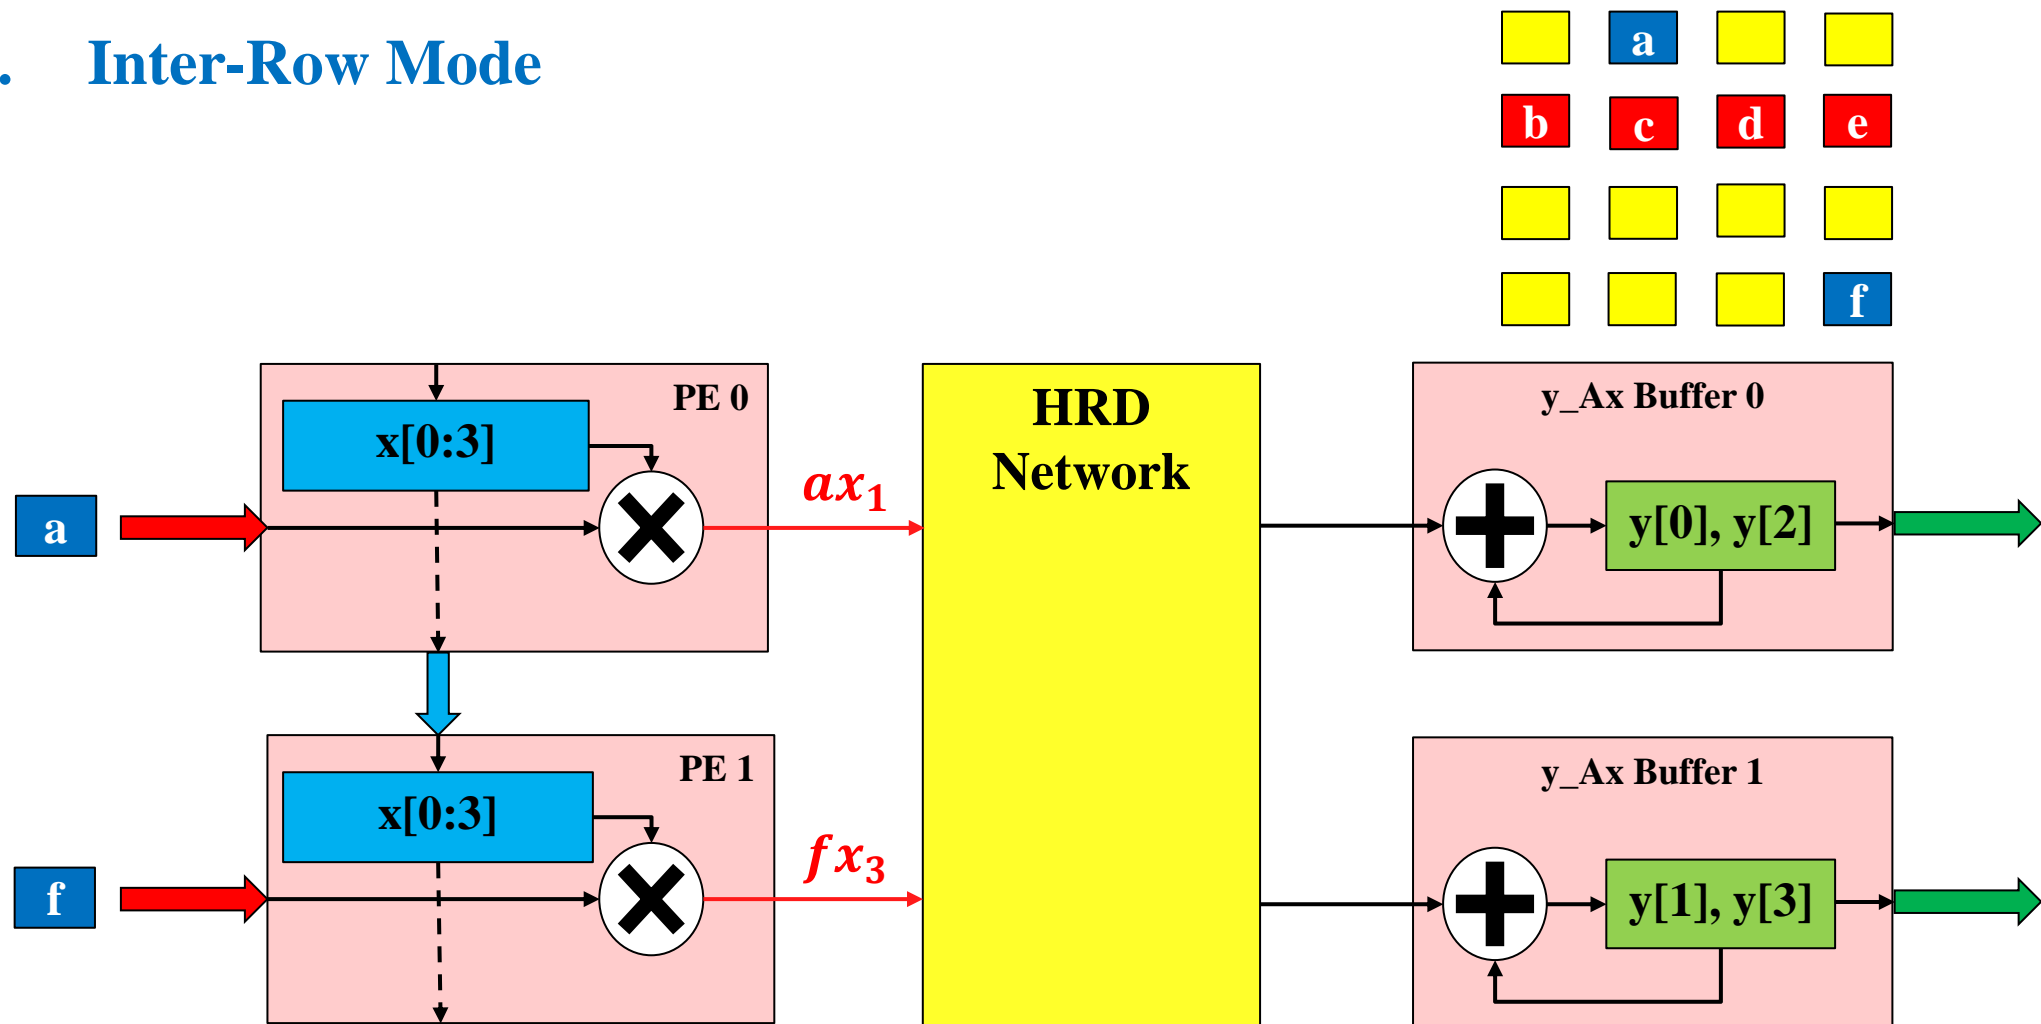 . Inter-Row Mode
a
b c d e
f
PE 0
x[0:3]
a
ax₁
HRD
Network
y_Ax Buffer 0
y[0], y[2]
PE 1
x[0:3]
f
fx₃
y_Ax Buffer 1
y[1], y[3]